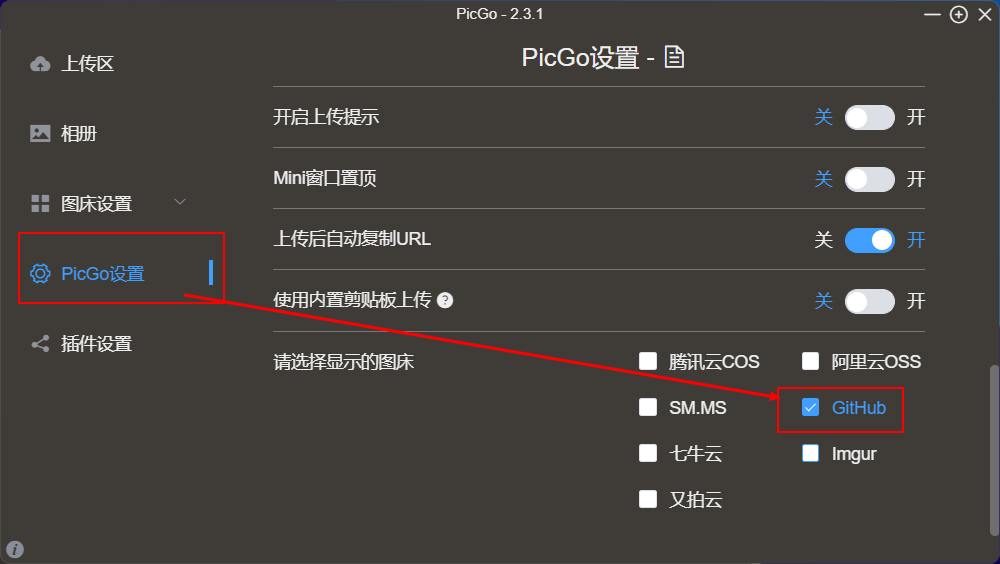 PicGo - 2.3.1
上传区
相册
图床设置
PicGo设置
插件设置
PicGo设置 -
开启上传提示 关 开
Mini窗口置顶 关 开
上传后自动复制URL 关 开
使用内置剪贴板上传 ? 关 开
请选择显示的图床 腾讯云COS 阿里云OSS
SM.MS GitHub
七牛云 Imgur
又拍云
i